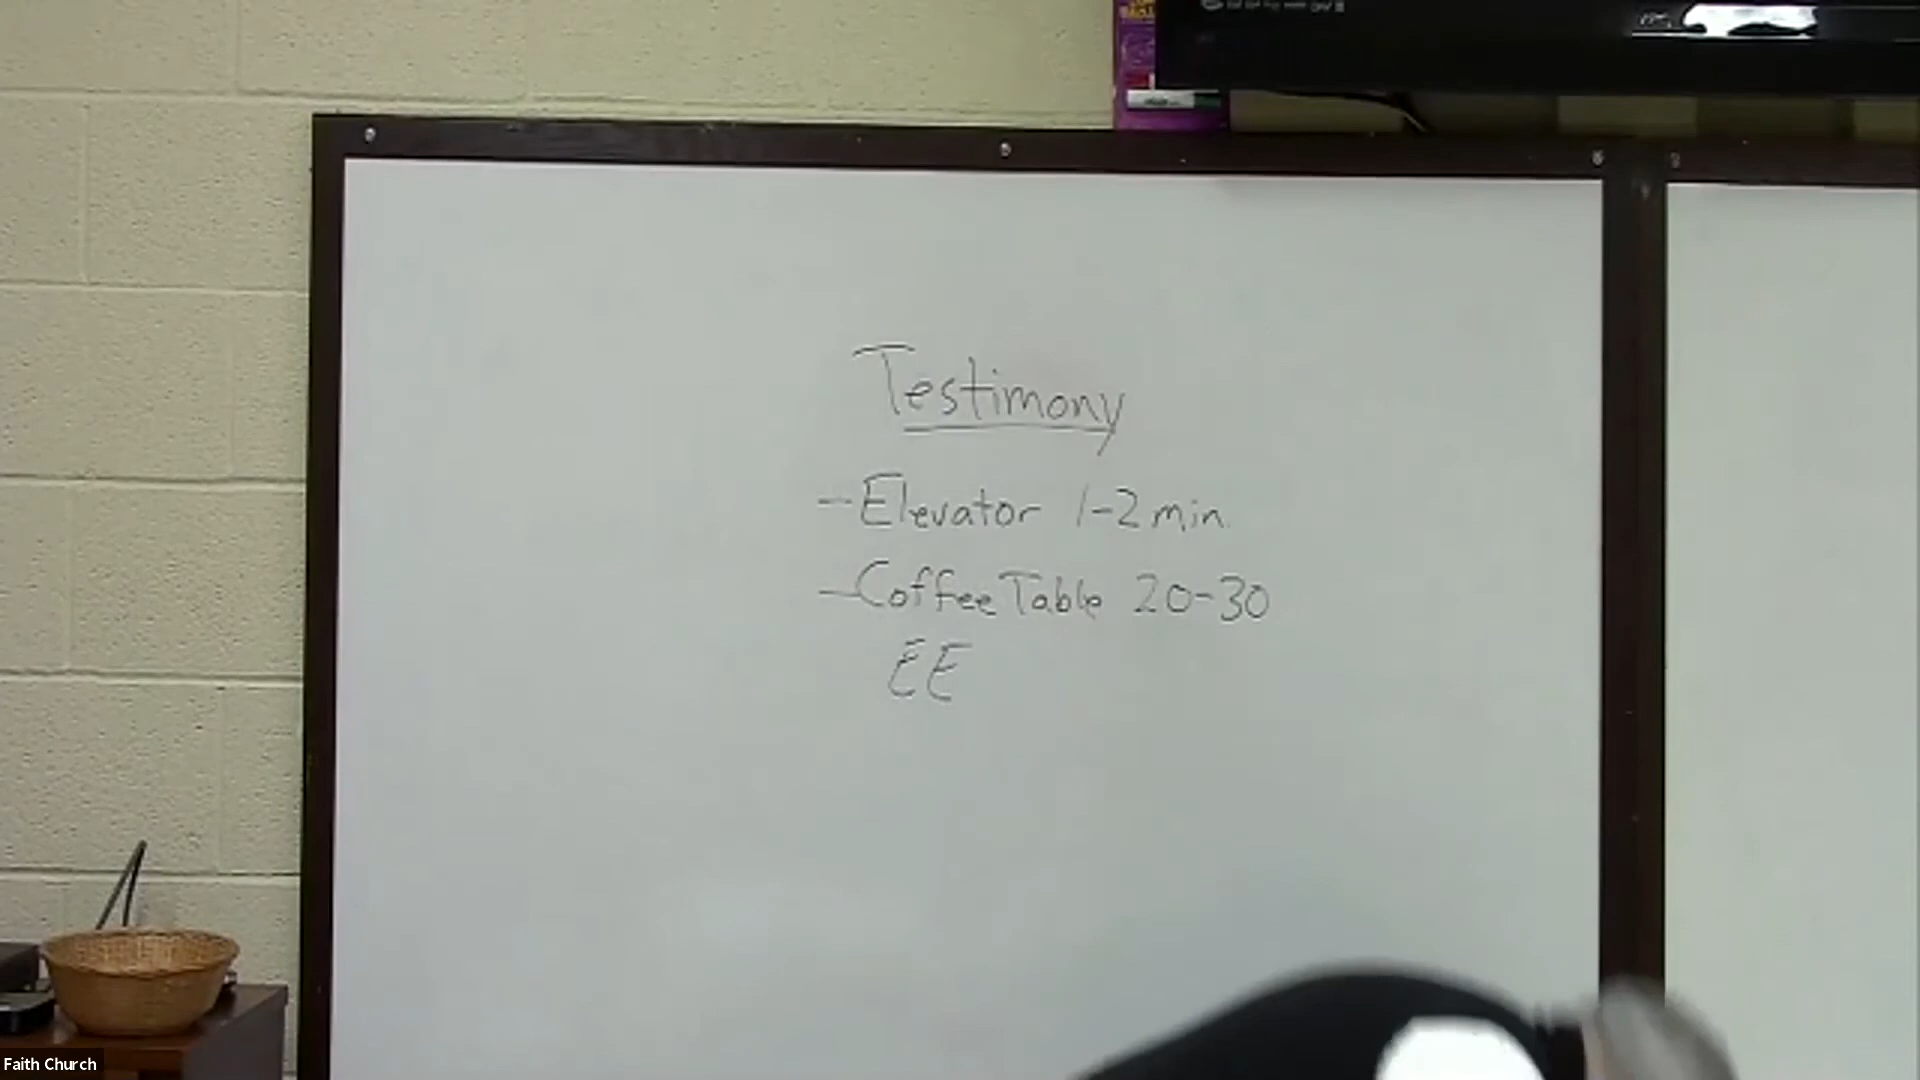 Testimony
- Elevator 1-2 min.
- Coffee Table 20-30
EE
Faith Church